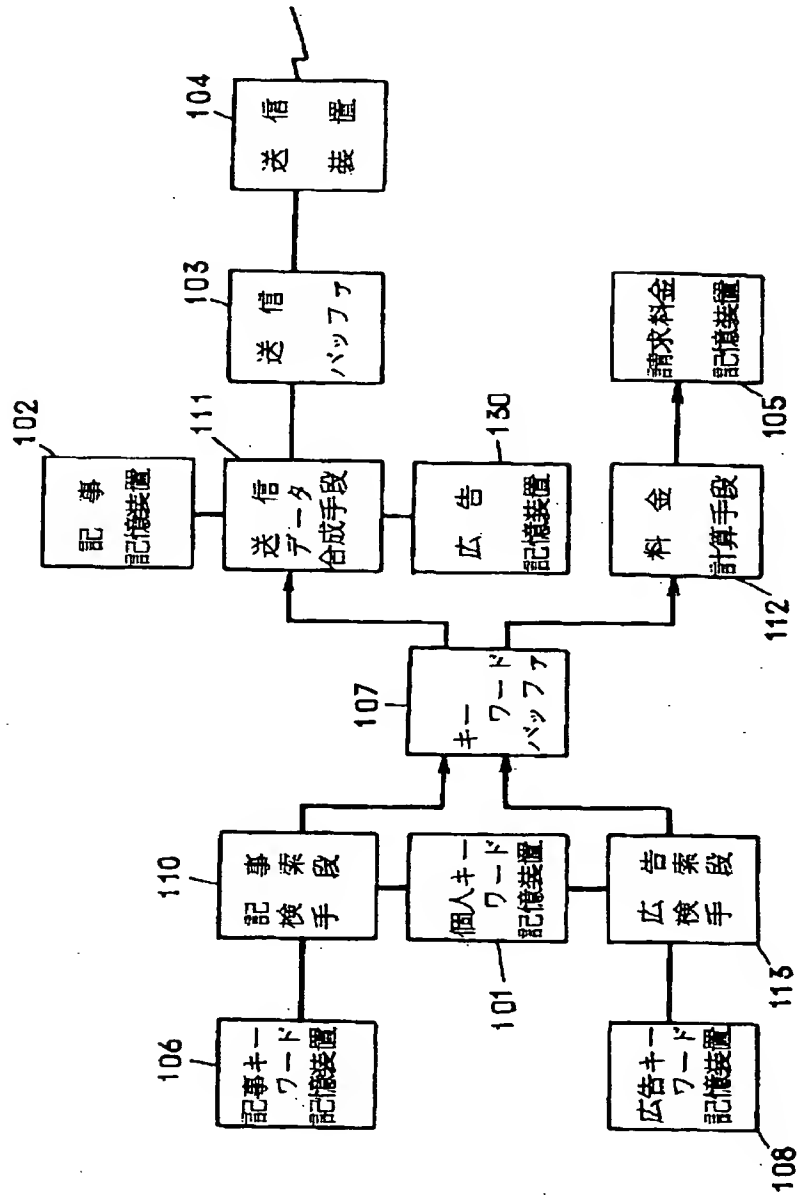 106
記事キー
ワード
記憶装置
110
記事
検索
手段
101
個人キー
ワード
記憶装置
108
広告キー
ワード
記憶装置
113
広告
検索
手段
107
キー
ワード
バッファ
102
記事
記憶装置
111
送信
データ
合成手段
130
広告
記憶装置
112
料金
計算手段
103
送信
バッファ
105
請求料金
記憶装置
104
送信
装置